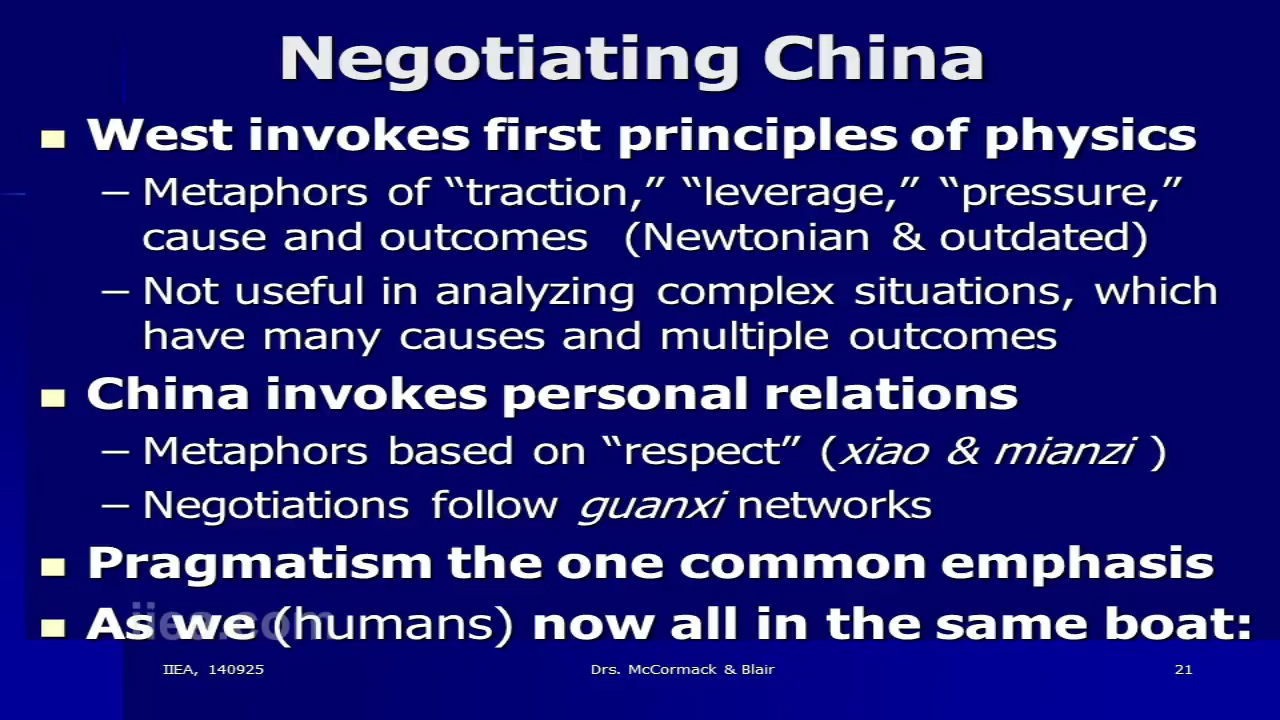 Negotiating China
West invokes first principles of physics
– Metaphors of “traction,” “leverage,” “pressure,”
cause and outcomes (Newtonian & outdated)
– Not useful in analyzing complex situations, which
have many causes and multiple outcomes
China invokes personal relations
– Metaphors based on “respect” (xiao & mianzi )
– Negotiations follow guanxi networks
Pragmatism the one common emphasis
As we (humans) now all in the same boat:
iiea.com
IIEA, 140925
Drs. McCormack & Blair
21